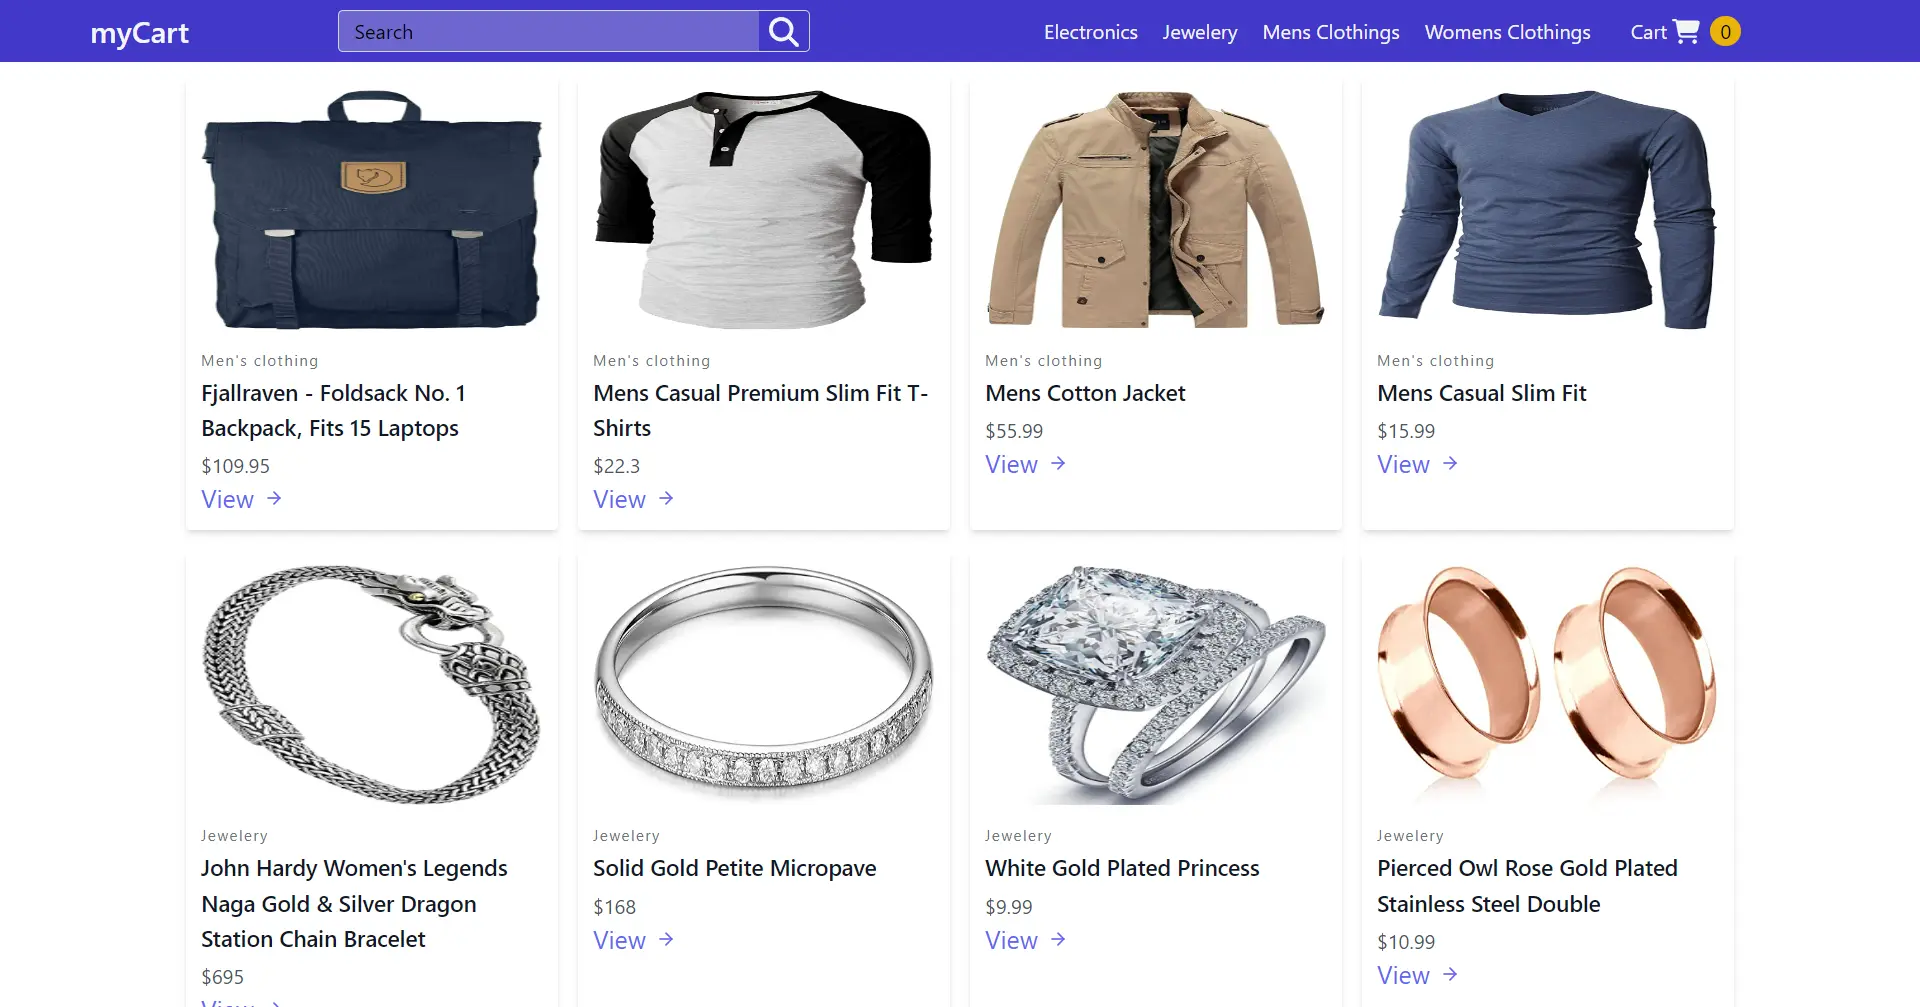 myCart
Search
Electronics
Jewelery
Mens Clothings
Womens Clothings
Cart
0
Men's clothing
Fjallraven - Foldsack No. 1
Backpack, Fits 15 Laptops
$109.95
View
Men's clothing
Mens Casual Premium Slim Fit T-
Shirts
$22.3
View
Men's clothing
Mens Cotton Jacket
$55.99
View
Men's clothing
Mens Casual Slim Fit
$15.99
View
Jewelery
John Hardy Women's Legends
Naga Gold & Silver Dragon
Station Chain Bracelet
$695
View
Jewelery
Solid Gold Petite Micropave
$168
View
Jewelery
White Gold Plated Princess
$9.99
View
Jewelery
Pierced Owl Rose Gold Plated
Stainless Steel Double
$10.99
View